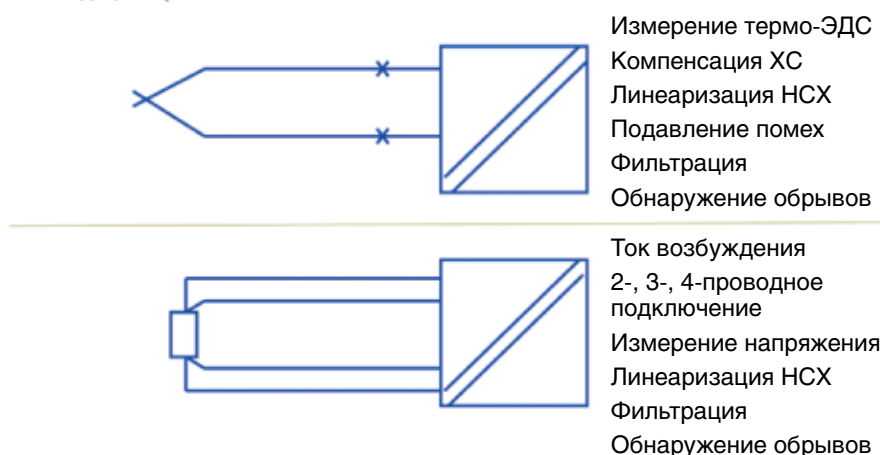 Измерение термо-ЭДС
Компенсация ХС
Линеаризация НСХ
Подавление помех
Фильтрация
Обнаружение обрывов
Ток возбуждения
2-, 3-, 4-проводное
подключение
Измерение напряжения
Линеаризация НСХ
Фильтрация
Обнаружение обрывов